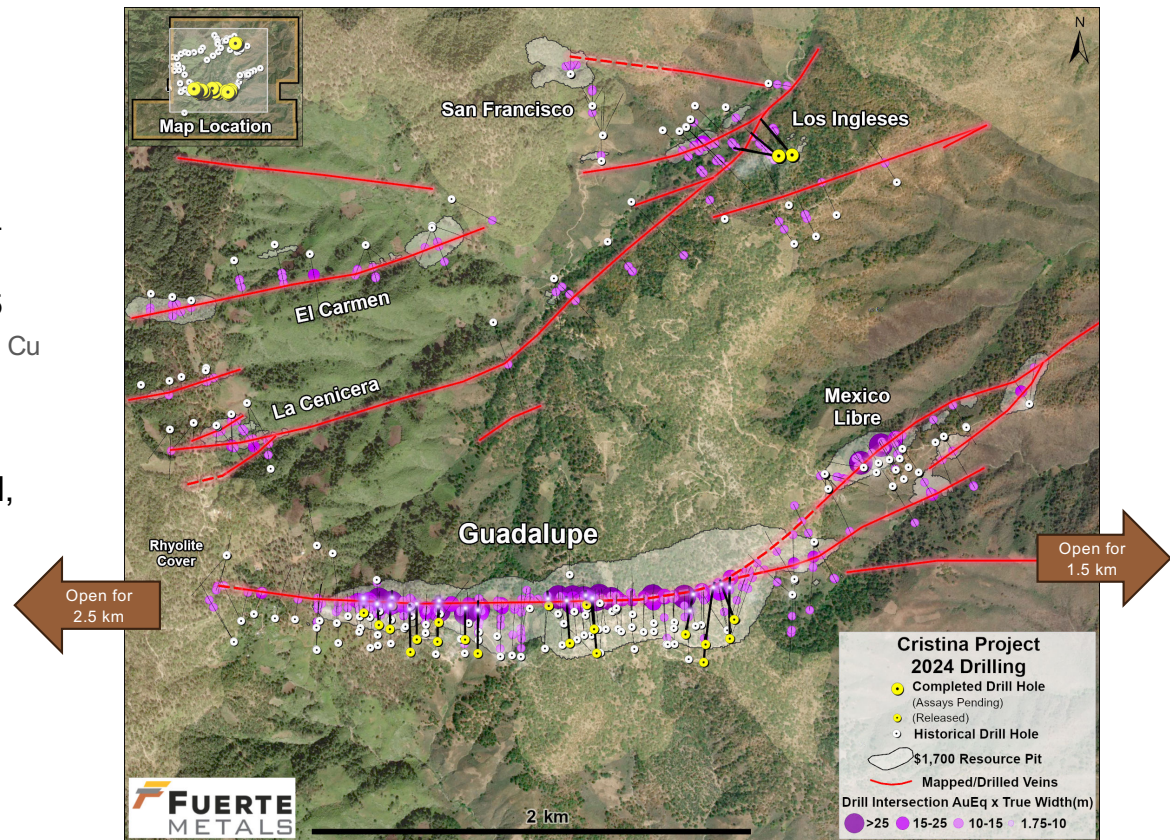 Map Location
N
San Francisco
Los Ingleses
El Carmen
Cu
La Cenicera
Mexico
Libre
Guadalupe
Rhyolite
Cover
Open for
2.5 km
Open for
1.5 km
Cristina Project
2024 Drilling
Completed Drill Hole
(Assays Pending)
(Released)
Historical Drill Hole
$1,700 Resource Pit
Mapped/Drilled Veins
Drill Intersection AuEq x True Width(m)
>25 15-25 10-15 1.75-10
FUERTE
METALS
2 km